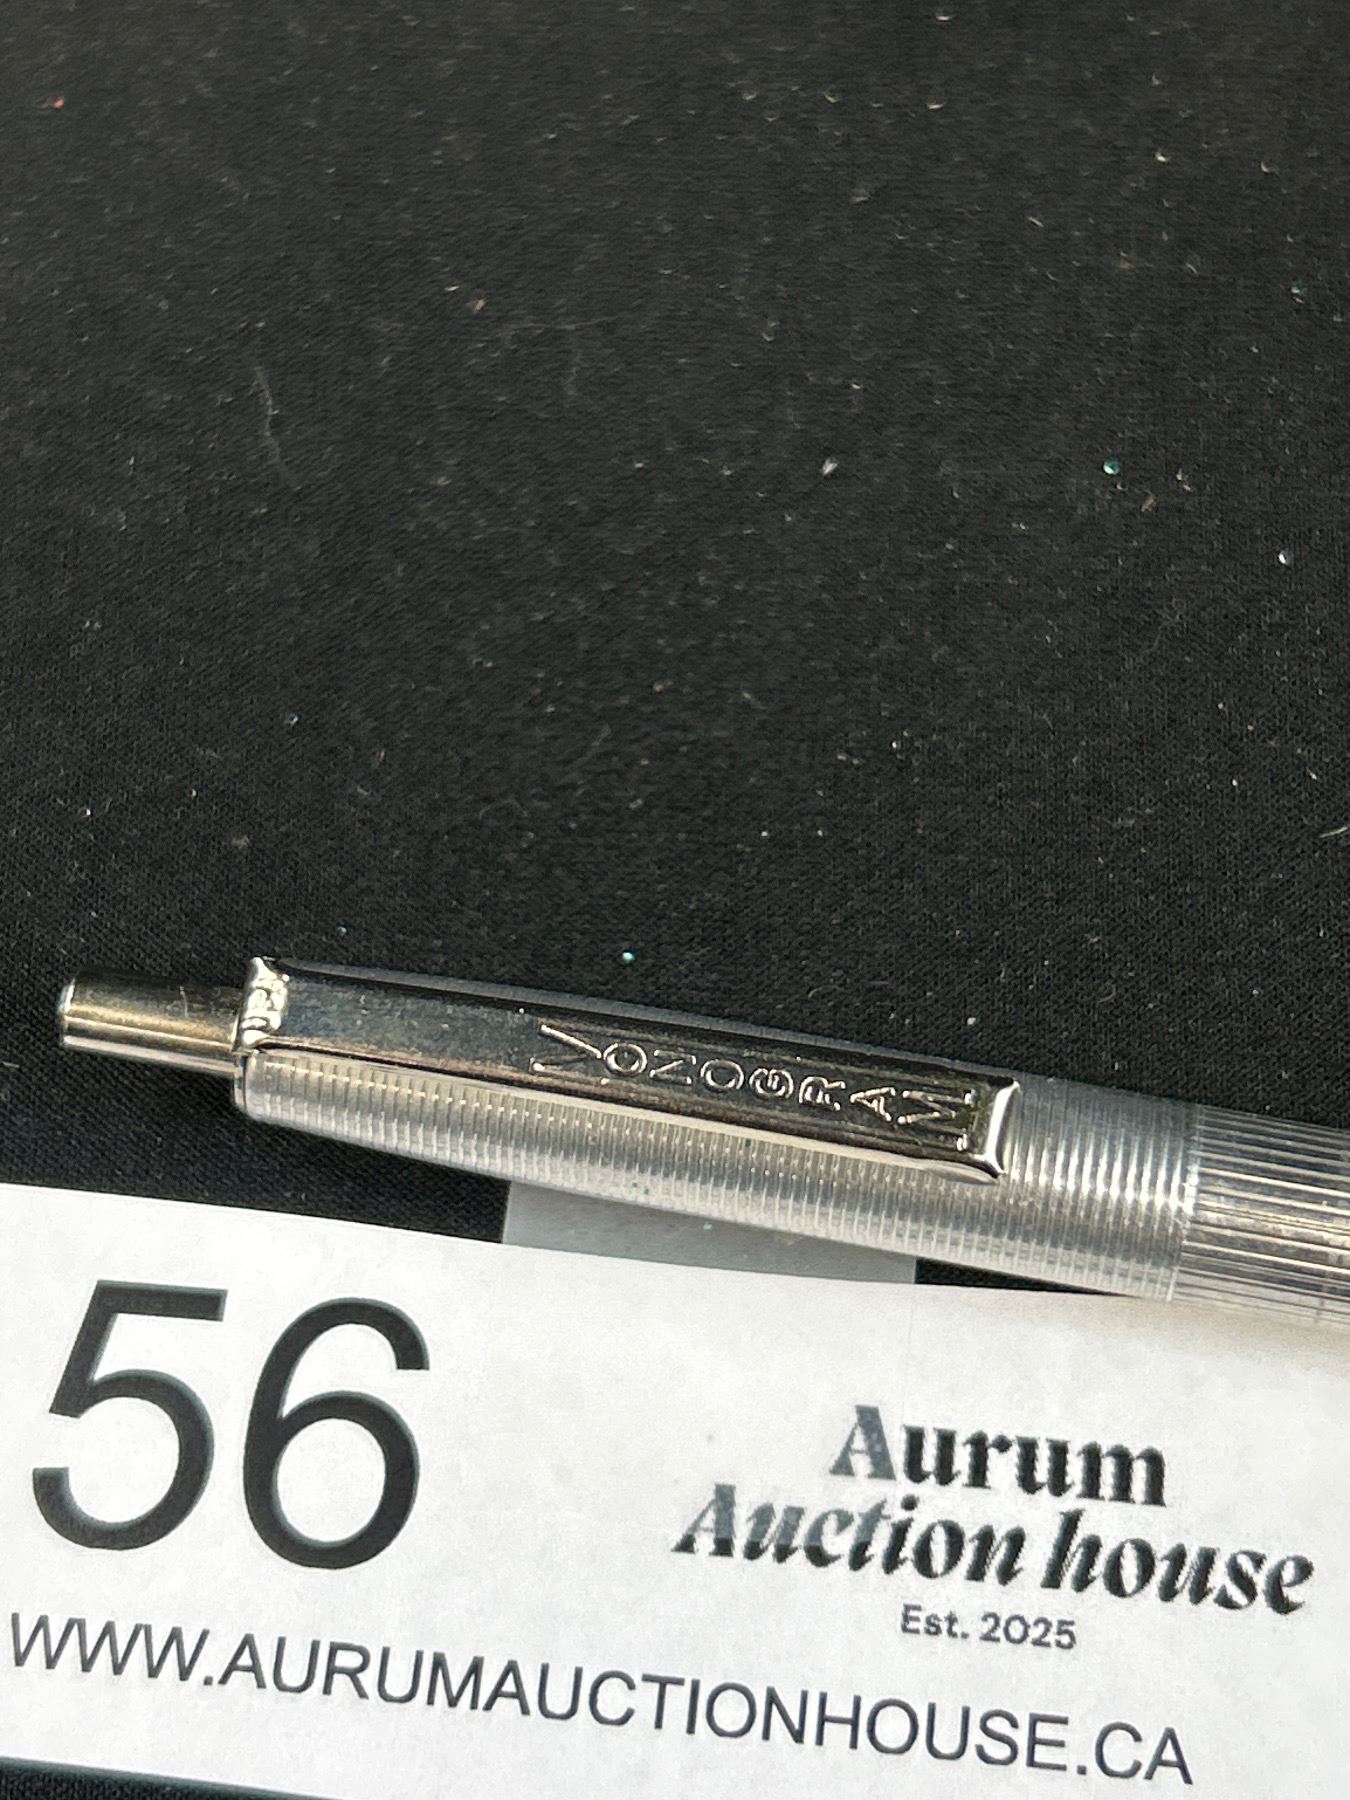 MONOGRAM
56
Aurum
Auction house
Est. 2025
WWW.AURUMAUCTIONHOUSE.CA